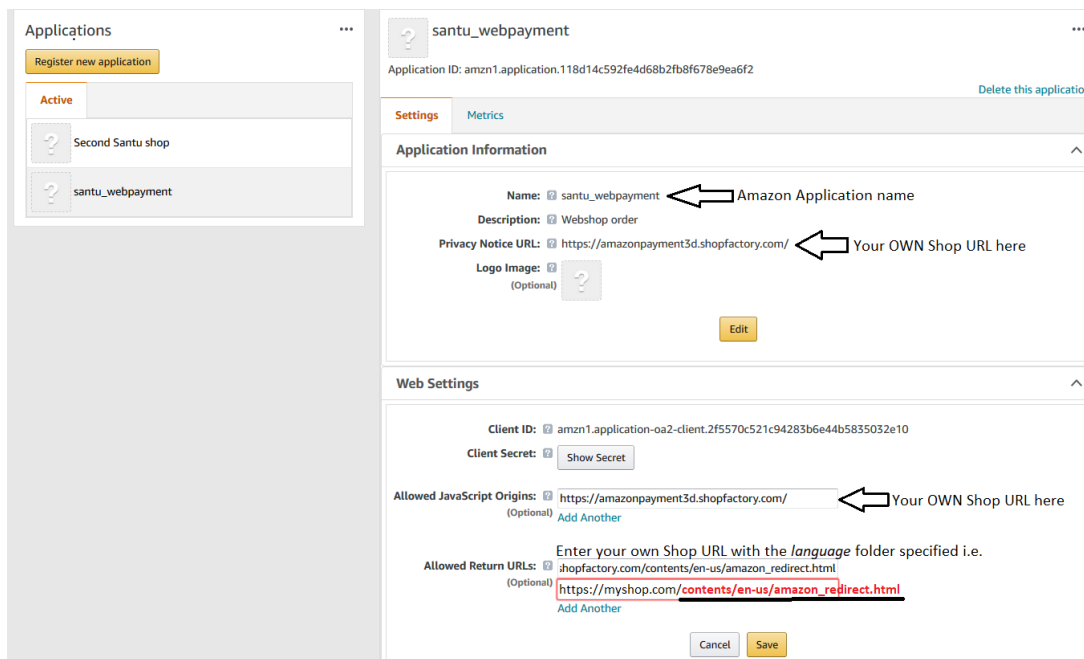 Applications
Register new application
Active
Second Santu shop
santu_webpayment
santu_webpayment
Application ID: amzn1.application.118d14c592fe4d68b2fb8f678e9ea6f2
Delete this applicatio
Settings
Metrics
Application Information
Name: ? santu_webpayment
Amazon Application name
Description: ? Webshop order
Privacy Notice URL: ? https://amazonpayment3d.shopfactory.com/
Your OWN Shop URL here
Logo Image: ?
(Optional)
Edit
Web Settings
Client ID: ? amzn1.application-oa2-client.2f5570c521c94283b6e44b5835032e10
Client Secret: ? Show Secret
Allowed JavaScript Origins: ? https://amazonpayment3d.shopfactory.com/
Your OWN Shop URL here
(Optional)
Add Another
Enter your own Shop URL with the language folder specified i.e.
Allowed Return URLs: ? shopfactory.com/contents/en-us/amazon_redirect.html
(Optional)
https://myshop.com/contents/en-us/amazon_redirect.html
Add Another
Cancel
Save